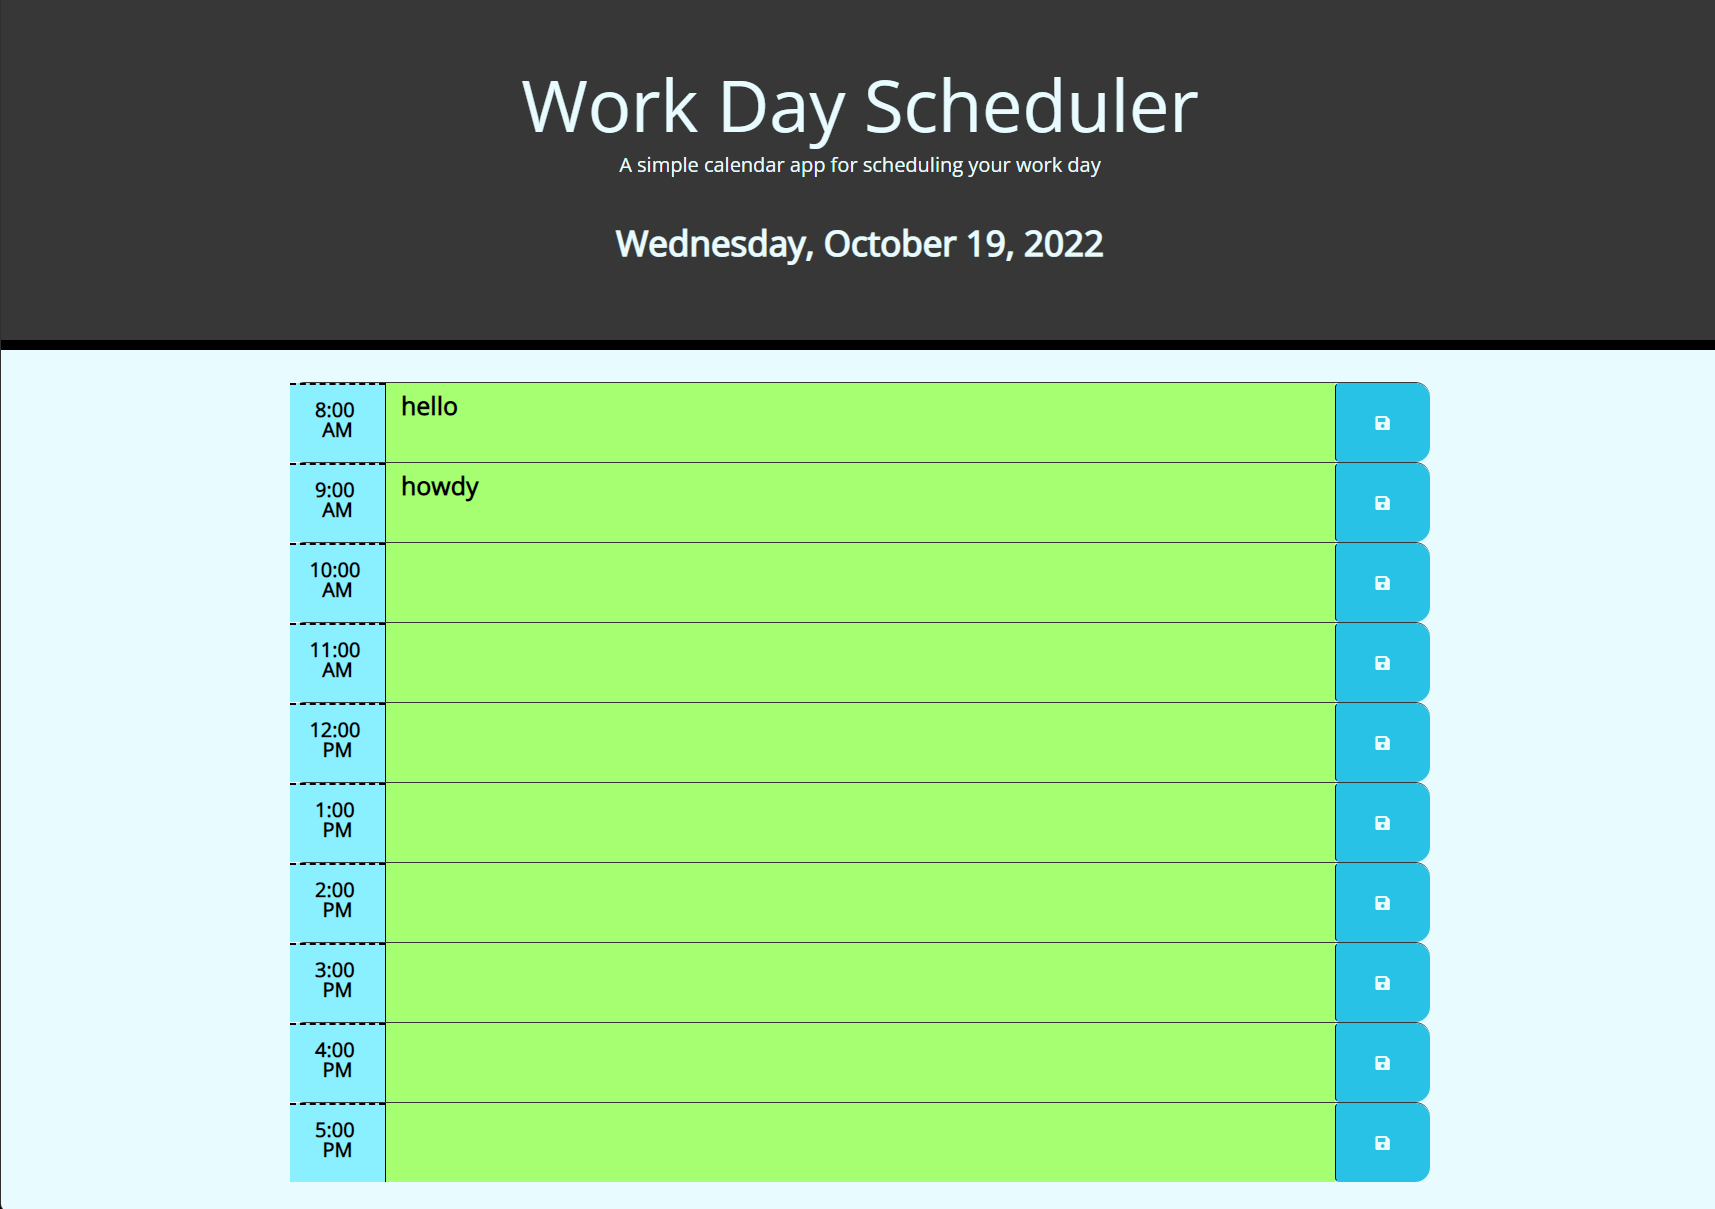 Work Day Scheduler
A simple calendar app for scheduling your work day
Wednesday, October 19, 2022
8:00
AM
hello
9:00
AM
howdy
10:00
AM
11:00
AM
12:00
PM
1:00
PM
2:00
PM
3:00
PM
4:00
PM
5:00
PM